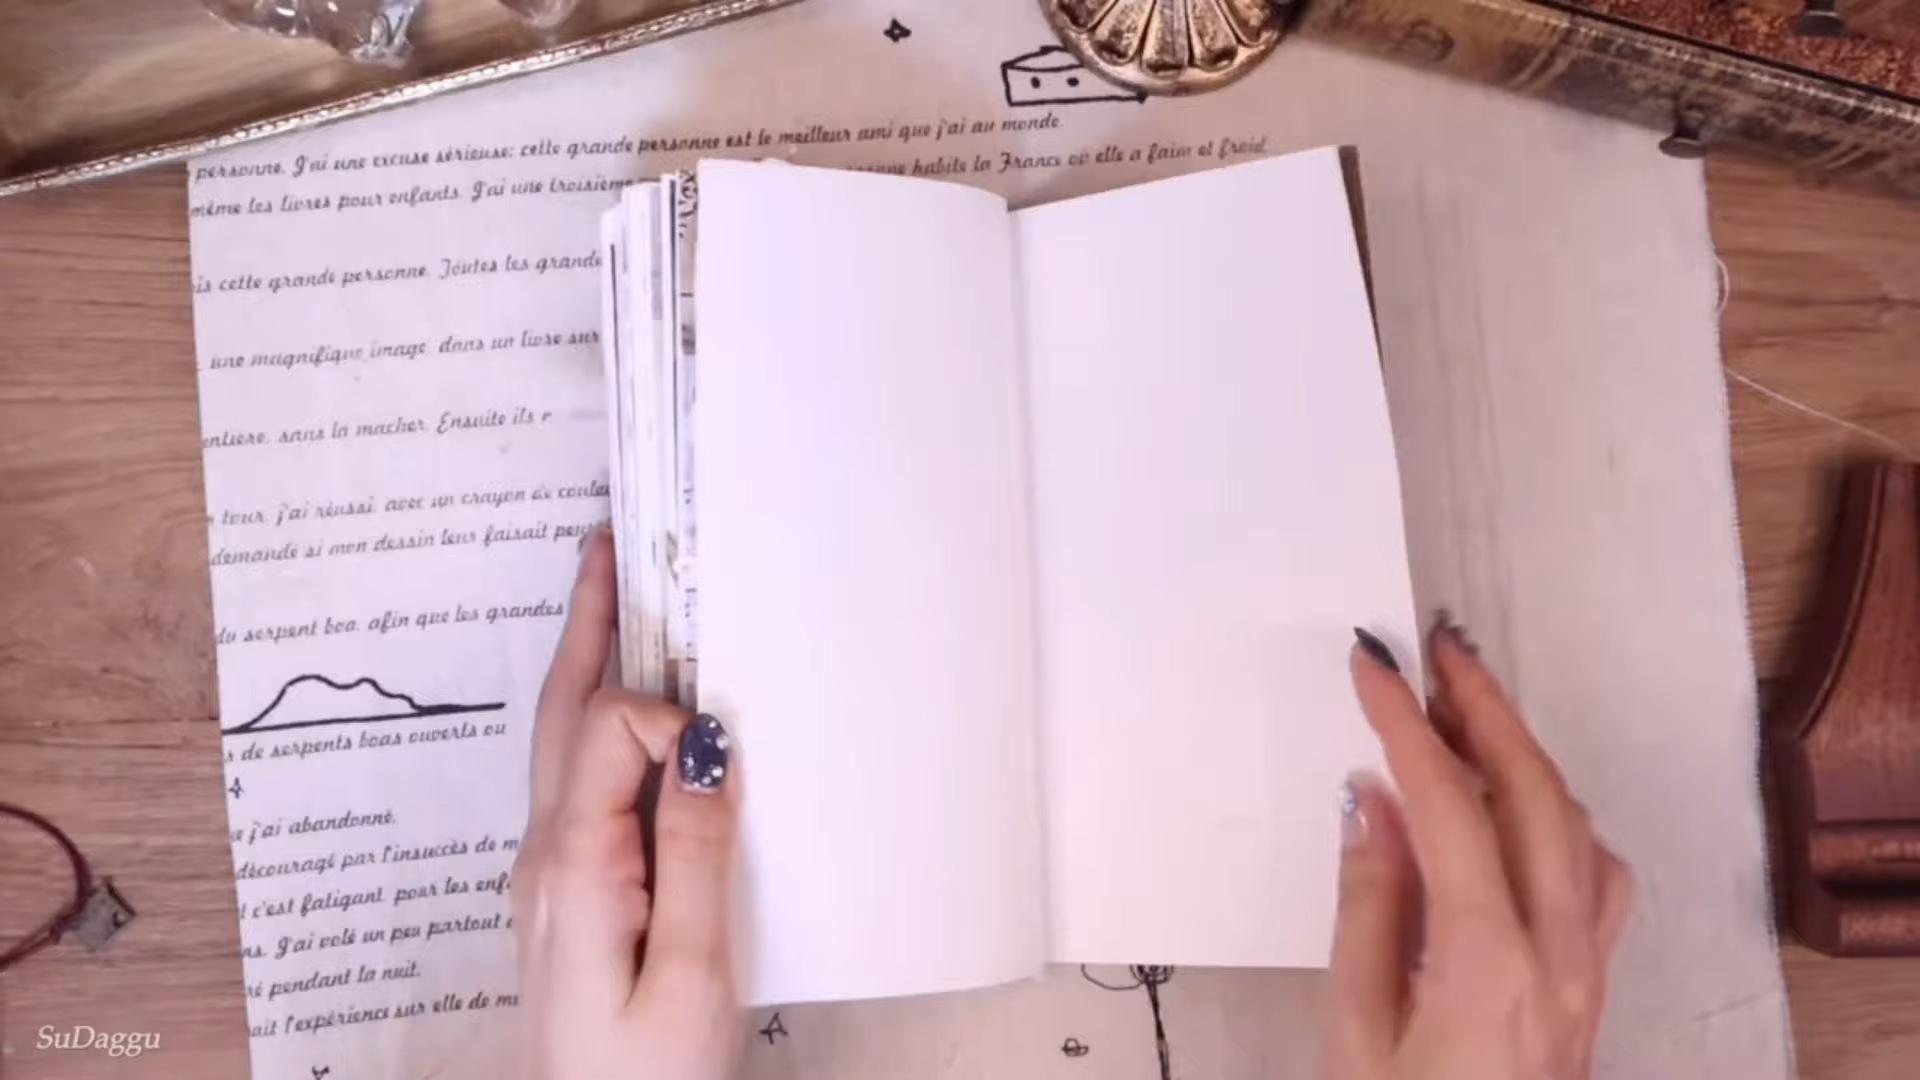 personne. J'ai une excuse sérieuse: cette grande personne est le meilleur ami que j'ai au monde.
même les livres pour enfants. J'ai une troisième
habite la France où elle a faim et froid.
is cette grande personne. Toutes les grande
une magnifique image dans un livre sur
entière, sans la macher. Ensuite ils
tour, j'ai réussi, avec un crayon de coule
demandé si mon dessin leur faisait peu
du serpent boa, afin que les grandes
s de serpents boas ouverts ou
j'ai abandonné.
découragé par l'insuccès de m
t c'est fatigant, pour les enf
ns. J'ai volé un peu partout
ré pendant la nuit.
ait l'expérience sur elle de m
SuDaggu